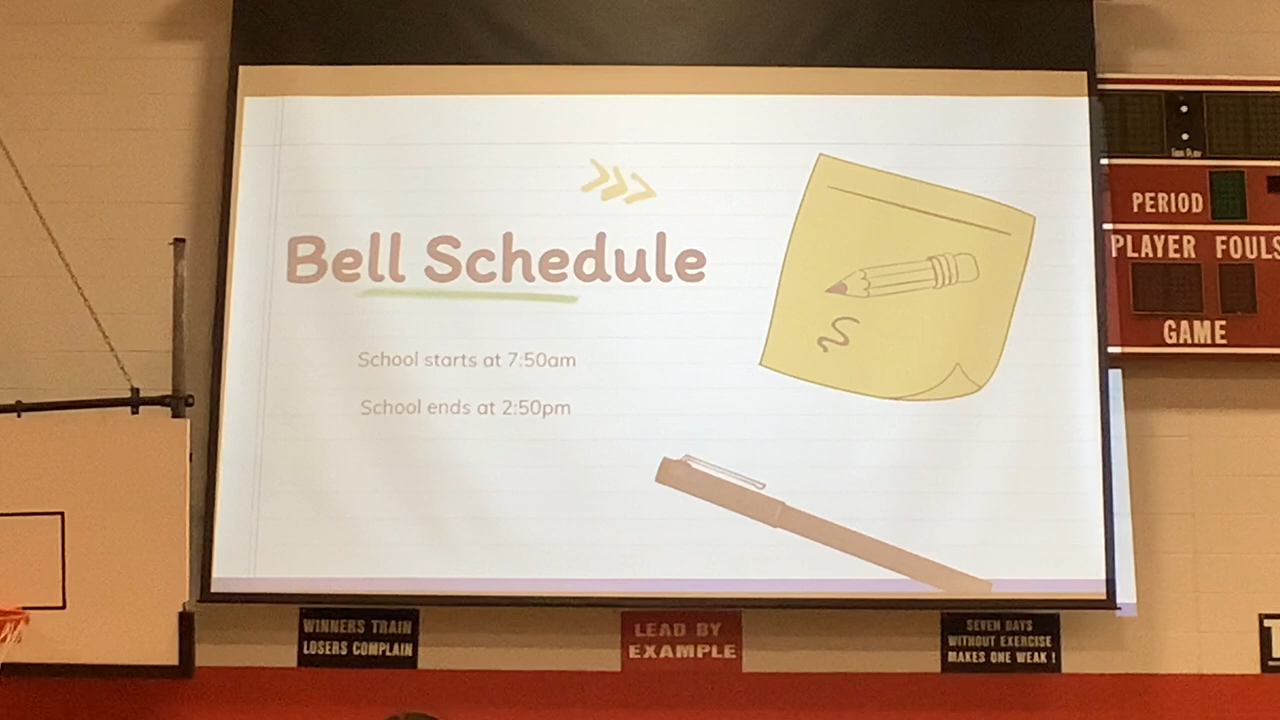 Bell Schedule
School starts at 7:50am
School ends at 2:50pm
PERIOD
PLAYER FOULS
GAME
WINNERS TRAIN
LOSERS COMPLAIN
LEAD BY
EXAMPLE
SEVEN DAYS
WITHOUT EXERCISE
MAKES ONE WEAK !